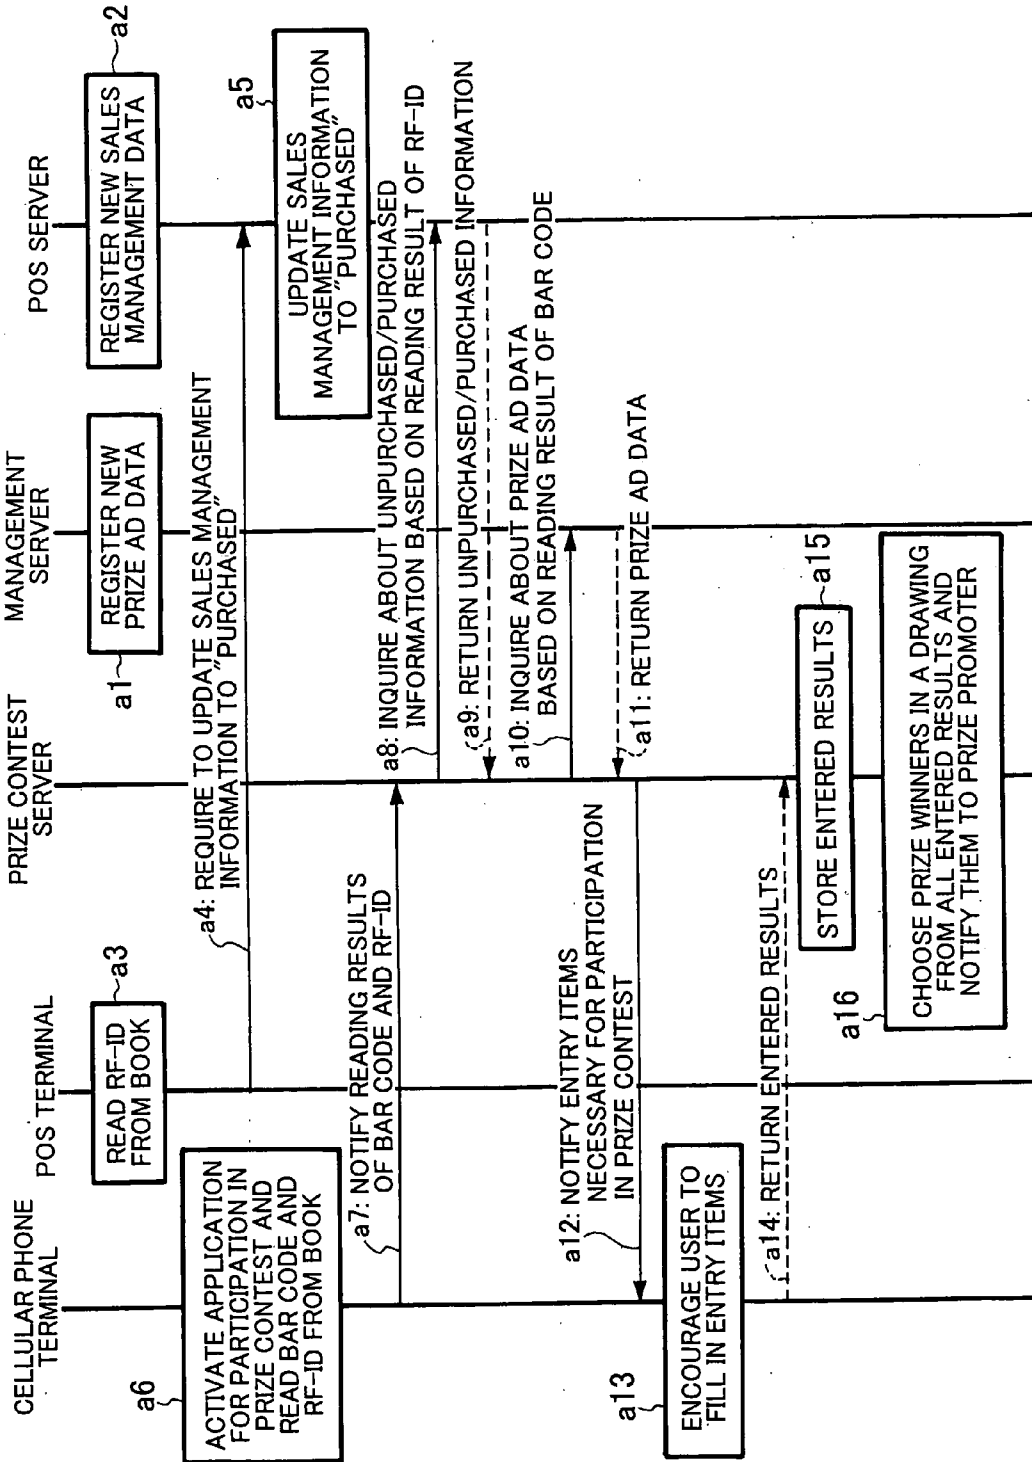 CELLULAR PHONE
TERMINAL
POS TERMINAL
PRIZE CONTEST
SERVER
MANAGEMENT
SERVER
POS SERVER
a1
REGISTER NEW
PRIZE AD DATA
a2
REGISTER NEW SALES
MANAGEMENT DATA
a3
READ RF-ID
FROM BOOK
a4: REQUIRE TO UPDATE SALES MANAGEMENT
INFORMATION TO "PURCHASED"
a5
UPDATE SALES
MANAGEMENT INFORMATION
TO "PURCHASED"
a6
ACTIVATE APPLICATION
FOR PARTICIPATION IN
PRIZE CONTEST AND
READ BAR CODE AND
RF-ID FROM BOOK
a7: NOTIFY READING RESULTS
OF BAR CODE AND RF-ID
a8: INQUIRE ABOUT UNPURCHASED/PURCHASED
INFORMATION BASED ON READING RESULT OF RF-ID
a9: RETURN UNPURCHASED/PURCHASED INFORMATION
a10: INQUIRE ABOUT PRIZE AD DATA
BASED ON READING RESULT OF BAR CODE
a11: RETURN PRIZE AD DATA
a12: NOTIFY ENTRY ITEMS
NECESSARY FOR PARTICIPATION
IN PRIZE CONTEST
a13
ENCOURAGE USER TO
FILL IN ENTRY ITEMS
a14: RETURN ENTERED RESULTS
a15
STORE ENTERED RESULTS
a16
CHOOSE PRIZE WINNERS IN A DRAWING
FROM ALL ENTERED RESULTS AND
NOTIFY THEM TO PRIZE PROMOTER